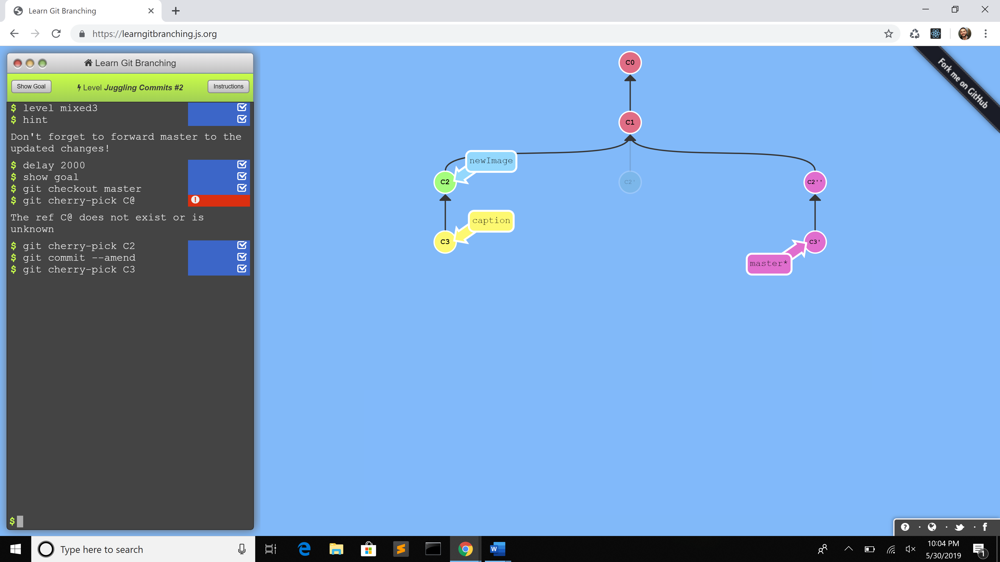 Learn Git Branching
https://learngitbranching.js.org
Learn Git Branching
Show Goal
Level Juggling Commits #2
Instructions
$ level mixed3
$ hint
Don't forget to forward master to the
updated changes!
$ delay 2000
$ show goal
$ git checkout master
$ git cherry-pick C@
The ref C@ does not exist or is
unknown
$ git cherry-pick C2
$ git commit --amend
$ git cherry-pick C3
$
C0
C1
newImage
C2
C2'
C2''
caption
C3
C3'
master*
Fork me on GitHub
Type here to search
10:04 PM
5/30/2019
1